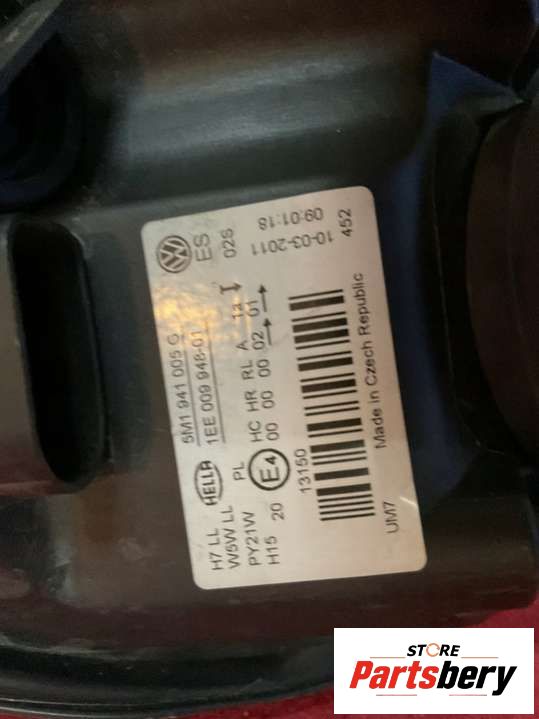 5M1 941 005 C ES
HELLA 1EE 009 948-01 02S
H7 LL
W5W LL
PY21W PL HC HR RL A 1a
H15 20 E4 00 00 00 02 01
13150
10-03-2011 09:01:18
452
Made in Czech Republic
UM7
STORE
Partsbery